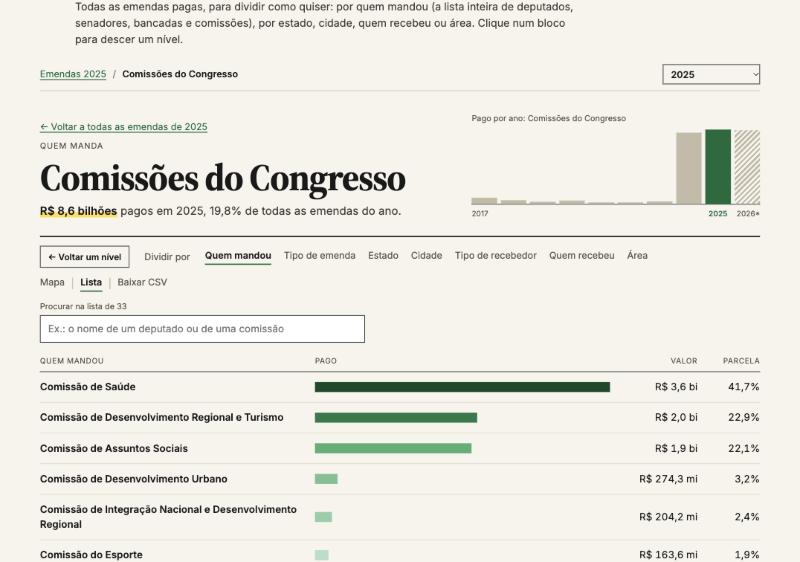 Todas as emendas pagas, para dividir como quiser: por quem mandou (a lista inteira de deputados,
senadores, bancadas e comissões), por estado, cidade, quem recebeu ou área. Clique num bloco
para descer um nível.
Emendas 2025 / Comissões do Congresso
2025
← Voltar a todas as emendas de 2025
QUEM MANDA
Comissões do Congresso
R$ 8,6 bilhões pagos em 2025, 19,8% de todas as emendas do ano.
Pago por ano: Comissões do Congresso
2017 2025 2026*
← Voltar um nível Dividir por Quem mandou Tipo de emenda Estado Cidade Tipo de recebedor Quem recebeu Área
Mapa | Lista | Baixar CSV
Procurar na lista de 33
Ex.: o nome de um deputado ou de uma comissão
QUEM MANDOU PAGO VALOR PARCELA
Comissão de Saúde R$ 3,6 bi 41,7%
Comissão de Desenvolvimento Regional e Turismo R$ 2,0 bi 22,9%
Comissão de Assuntos Sociais R$ 1,9 bi 22,1%
Comissão de Desenvolvimento Urbano R$ 274,3 mi 3,2%
Comissão de Integração Nacional e Desenvolvimento
Regional R$ 204,2 mi 2,4%
Comissão do Esporte R$ 163,6 mi 1,9%